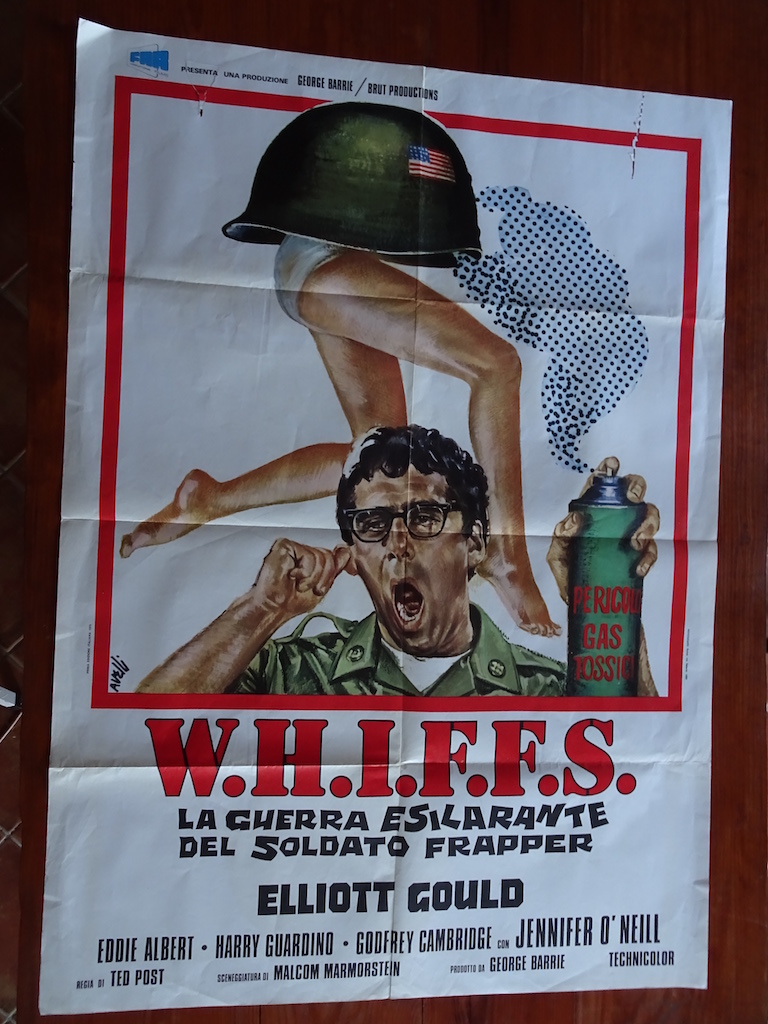 PRESENTA UNA PRODUZIONE GEORGE BARRIE / BRUT PRODUCTIONS
PERICOLO
GAS
TOSSICI
AVELLI
W.H.I.F.F.S.
LA GUERRA ESILARANTE
DEL SOLDATO FRAPPER
ELLIOTT GOULD
EDDIE ALBERT • HARRY GUARDINO • GODFREY CAMBRIDGE CON JENNIFER O'NEILL
REGIA DI TED POST SCENEGGIATURA DI MALCOM MARMORSTEIN PRODOTTO DA GEORGE BARRIE TECHNICOLOR